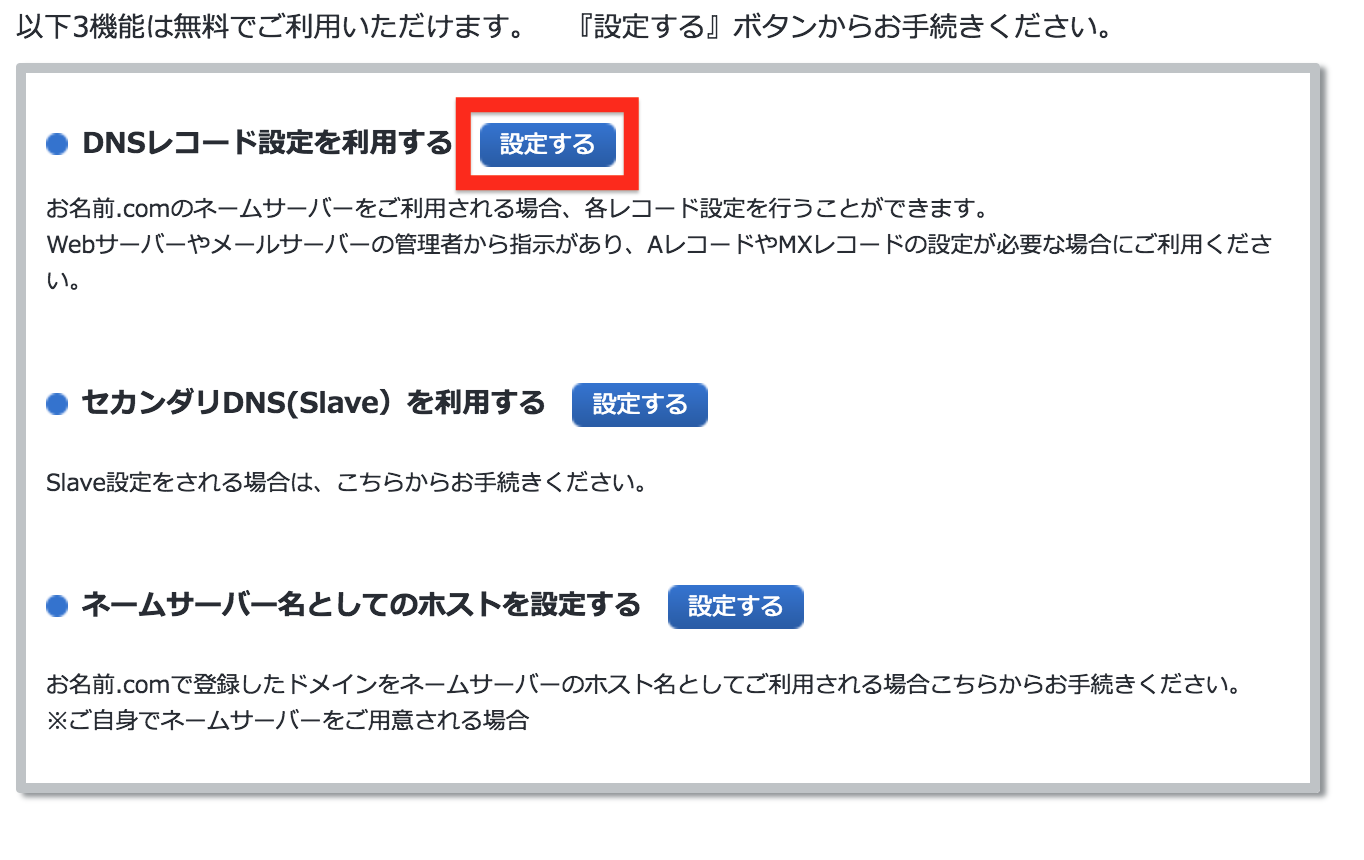 以下3機能は無料でご利用いただけます。　『設定する』ボタンからお手続きください。
DNSレコード設定を利用する 設定する
お名前.comのネームサーバーをご利用される場合、各レコード設定を行うことができます。
Webサーバーやメールサーバーの管理者から指示があり、AレコードやMXレコードの設定が必要な場合にご利用くださ
い。
セカンダリDNS(Slave）を利用する 設定する
Slave設定をされる場合は、こちらからお手続きください。
ネームサーバー名としてのホストを設定する 設定する
お名前.comで登録したドメインをネームサーバーのホスト名としてご利用される場合こちらからお手続きください。
※ご自身でネームサーバーをご用意される場合